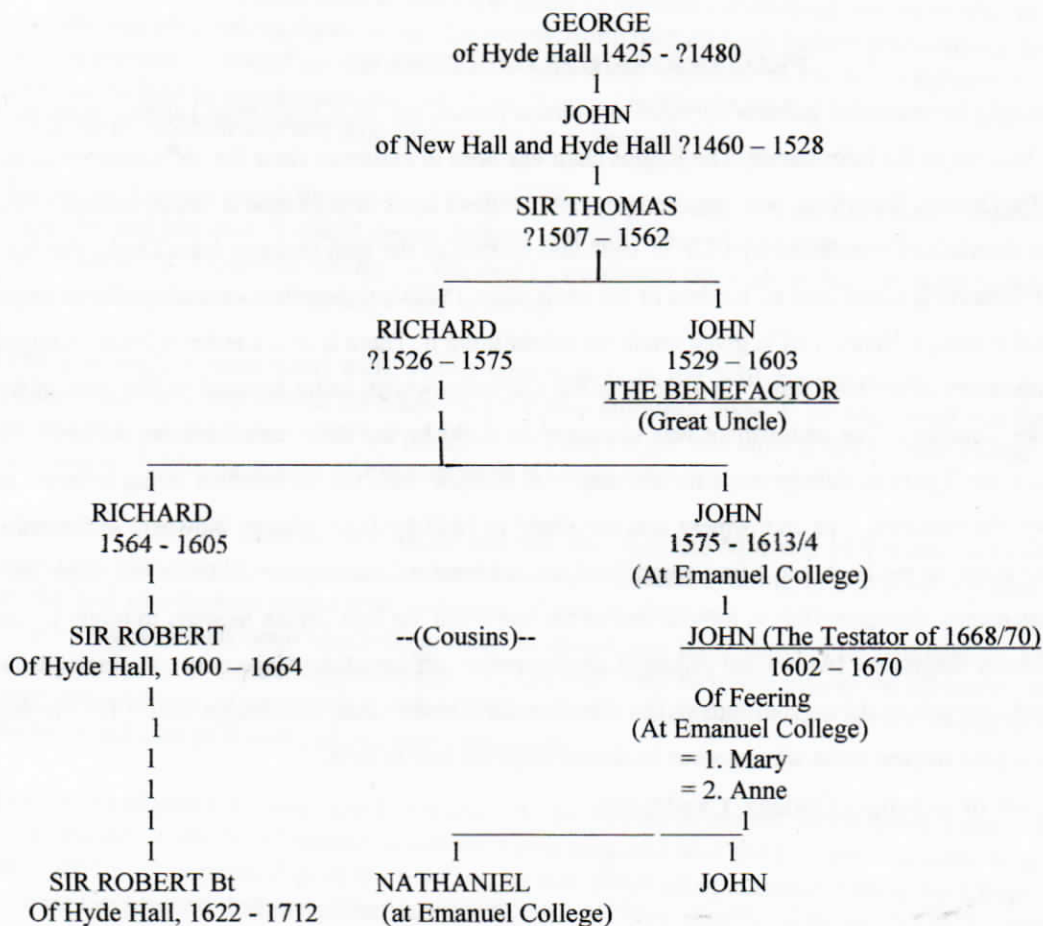 GEORGE
of Hyde Hall 1425 - ?1480
JOHN
of New Hall and Hyde Hall ?1460 – 1528
SIR THOMAS
?1507 – 1562
RICHARD
?1526 – 1575
JOHN
1529 – 1603
THE BENEFACTOR
(Great Uncle)
RICHARD
1564 - 1605
JOHN
1575 - 1613/4
(At Emanuel College)
SIR ROBERT
Of Hyde Hall, 1600 – 1664
--(Cousins)--
JOHN (The Testator of 1668/70)
1602 – 1670
Of Feering
(At Emanuel College)
= 1. Mary
= 2. Anne
SIR ROBERT Bt
Of Hyde Hall, 1622 - 1712
NATHANIEL
(at Emanuel College)
JOHN